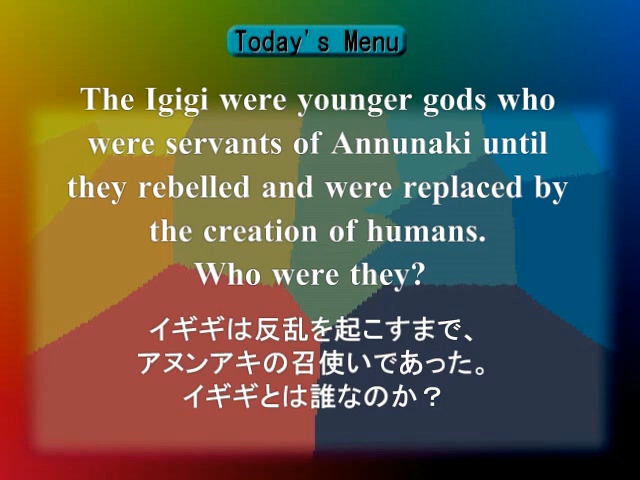 Today's Menu
The Igigi were younger gods who
were servants of Annunaki until
they rebelled and were replaced by
the creation of humans.
Who were they?
イギギは反乱を起こすまで、
アヌンアキの召使いであった。
イギギとは誰なのか？